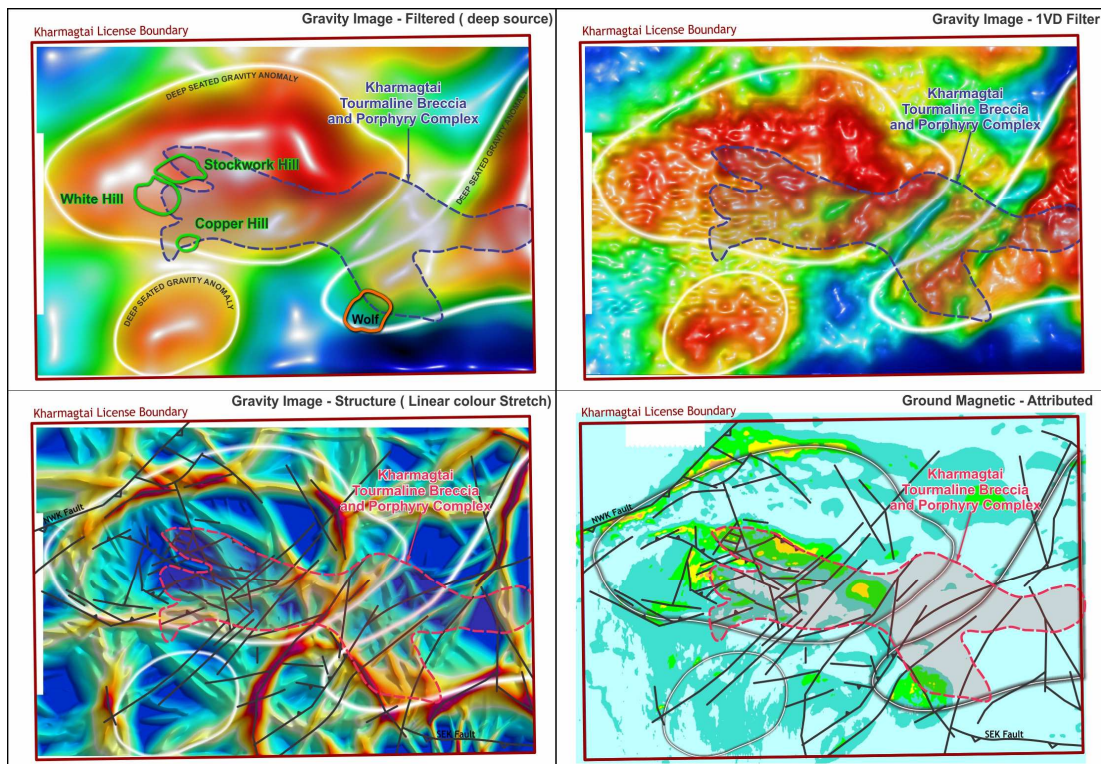 Gravity Image - Filtered ( deep source)
Kharmagtai License Boundary
DEEP SEATED GRAVITY ANOMALY
Kharmagtai
Tourmaline Breccia
and Porphyry Complex
DEEP SEATED GRAVITY ANOMALY
Stockwork Hill
White Hill
Copper Hill
DEEP SEATED GRAVITY ANOMALY
Wolf
Gravity Image - 1VD Filter
Kharmagtai License Boundary
Kharmagtai
Tourmaline Breccia
and Porphyry Complex
Gravity Image - Structure ( Linear colour Stretch)
Kharmagtai License Boundary
Kharmagtai
Tourmaline Breccia
and Porphyry Complex
NWK Fault
SEK Fault
Ground Magnetic - Attributed
Kharmagtai License Boundary
Kharmagtai
Tourmaline Breccia
and Porphyry Complex
NWK Fault
SEK Fault